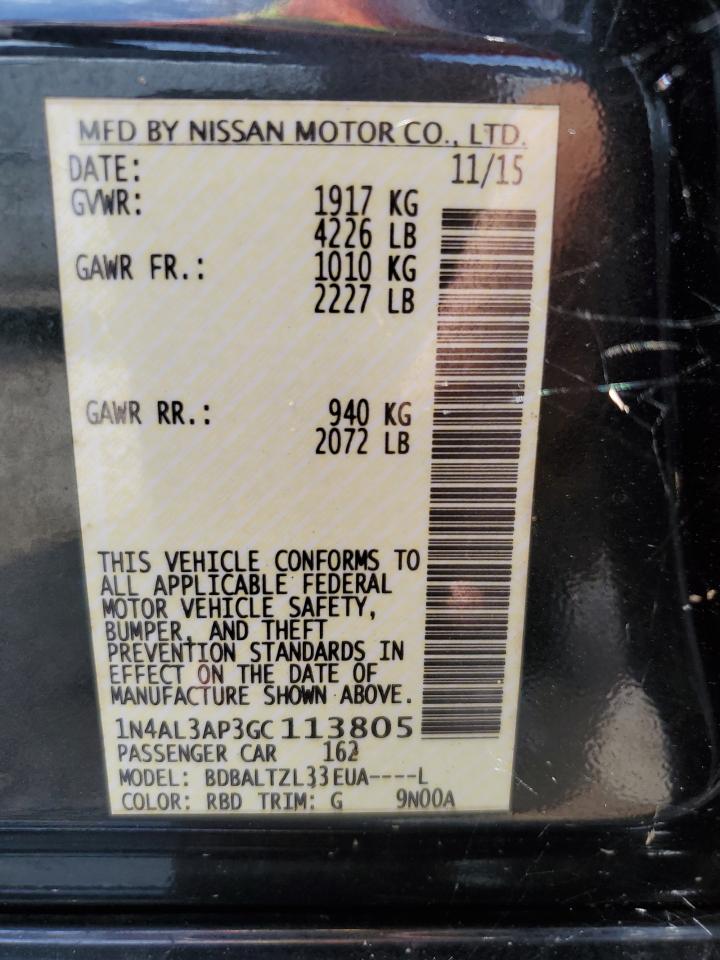 MFD BY NISSAN MOTOR CO., LTD.
DATE: 11/15
GVWR: 1917 KG
4226 LB
GAWR FR.: 1010 KG
2227 LB
GAWR RR.: 940 KG
2072 LB
THIS VEHICLE CONFORMS TO
ALL APPLICABLE FEDERAL
MOTOR VEHICLE SAFETY,
BUMPER, AND THEFT
PREVENTION STANDARDS IN
EFFECT ON THE DATE OF
MANUFACTURE SHOWN ABOVE.
1N4AL3AP3GC113805
PASSENGER CAR 162
MODEL: BDBALTZL33EUA----L
COLOR: RBD TRIM: G 9N00A